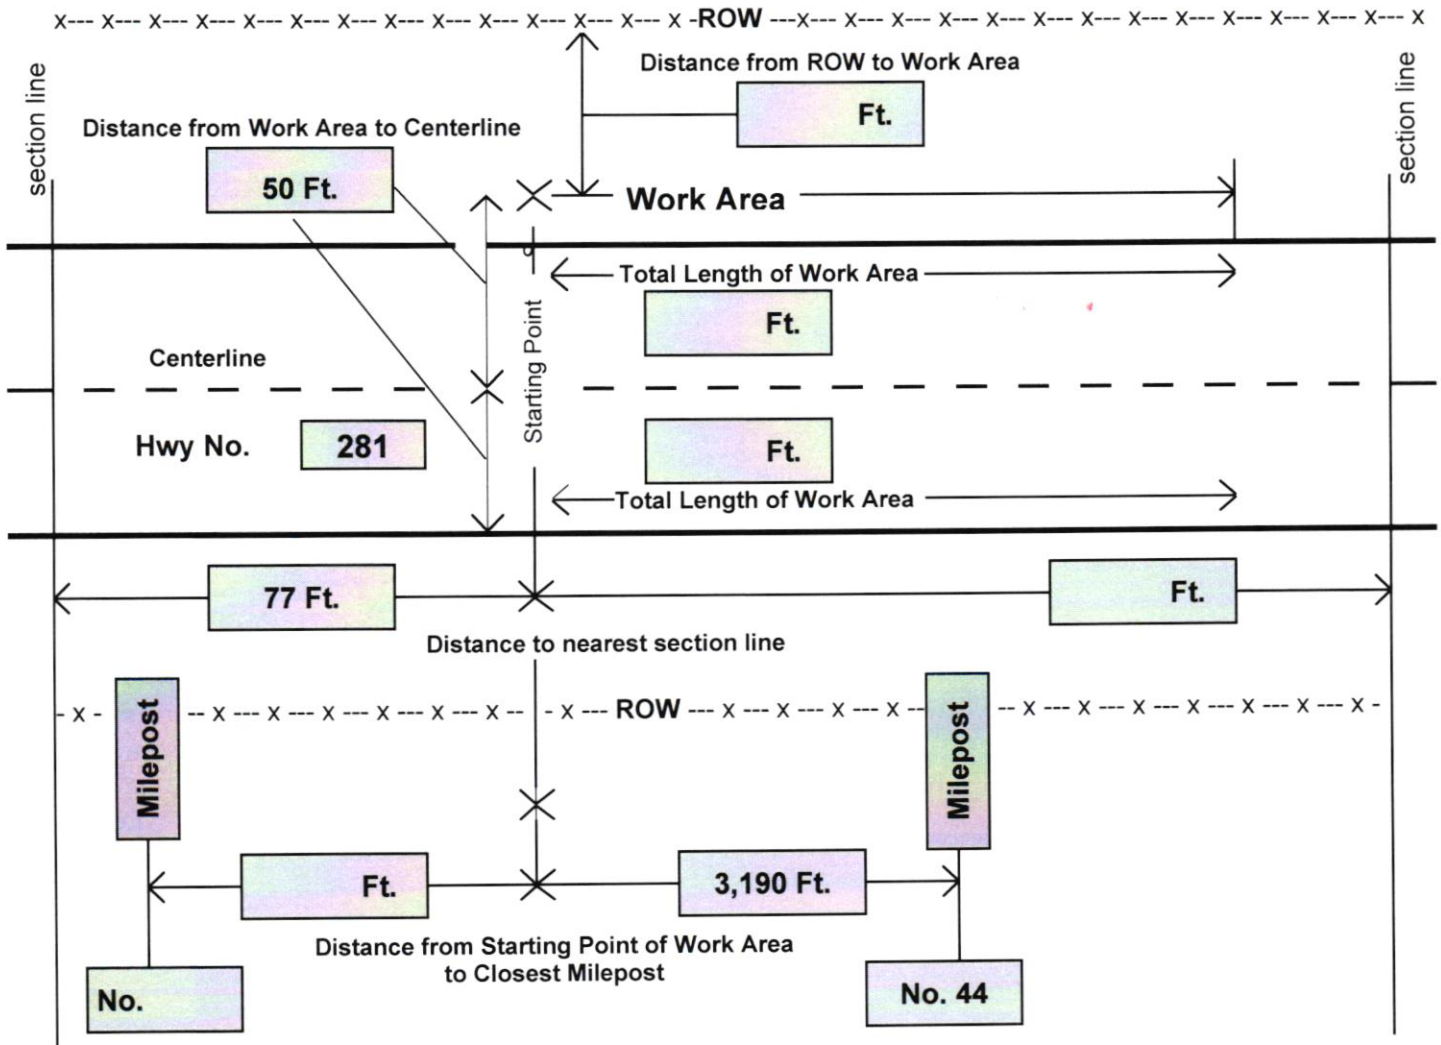 X--- X--- X--- X--- X--- X--- X--- X--- X--- X--- X--- X--- X -ROW ---X--- X--- X--- X--- X--- X--- X--- X--- X--- X--- X--- X--- X--- X
Distance from ROW to Work Area
Ft.
section line
section line
Distance from Work Area to Centerline
50 Ft.
Work Area
Total Length of Work Area
Ft.
Starting Point
Centerline
Hwy No.
281
Ft.
Total Length of Work Area
77 Ft.
Ft.
Distance to nearest section line
- X -
Milepost
-- X --- X --- X --- X --- X --- X -- - X --- ROW --- X --- X --- X --- X --
Milepost
-- X --- X --- X --- X --- X --- X --- X -
Ft.
3,190 Ft.
Distance from Starting Point of Work Area
to Closest Milepost
No.
No. 44